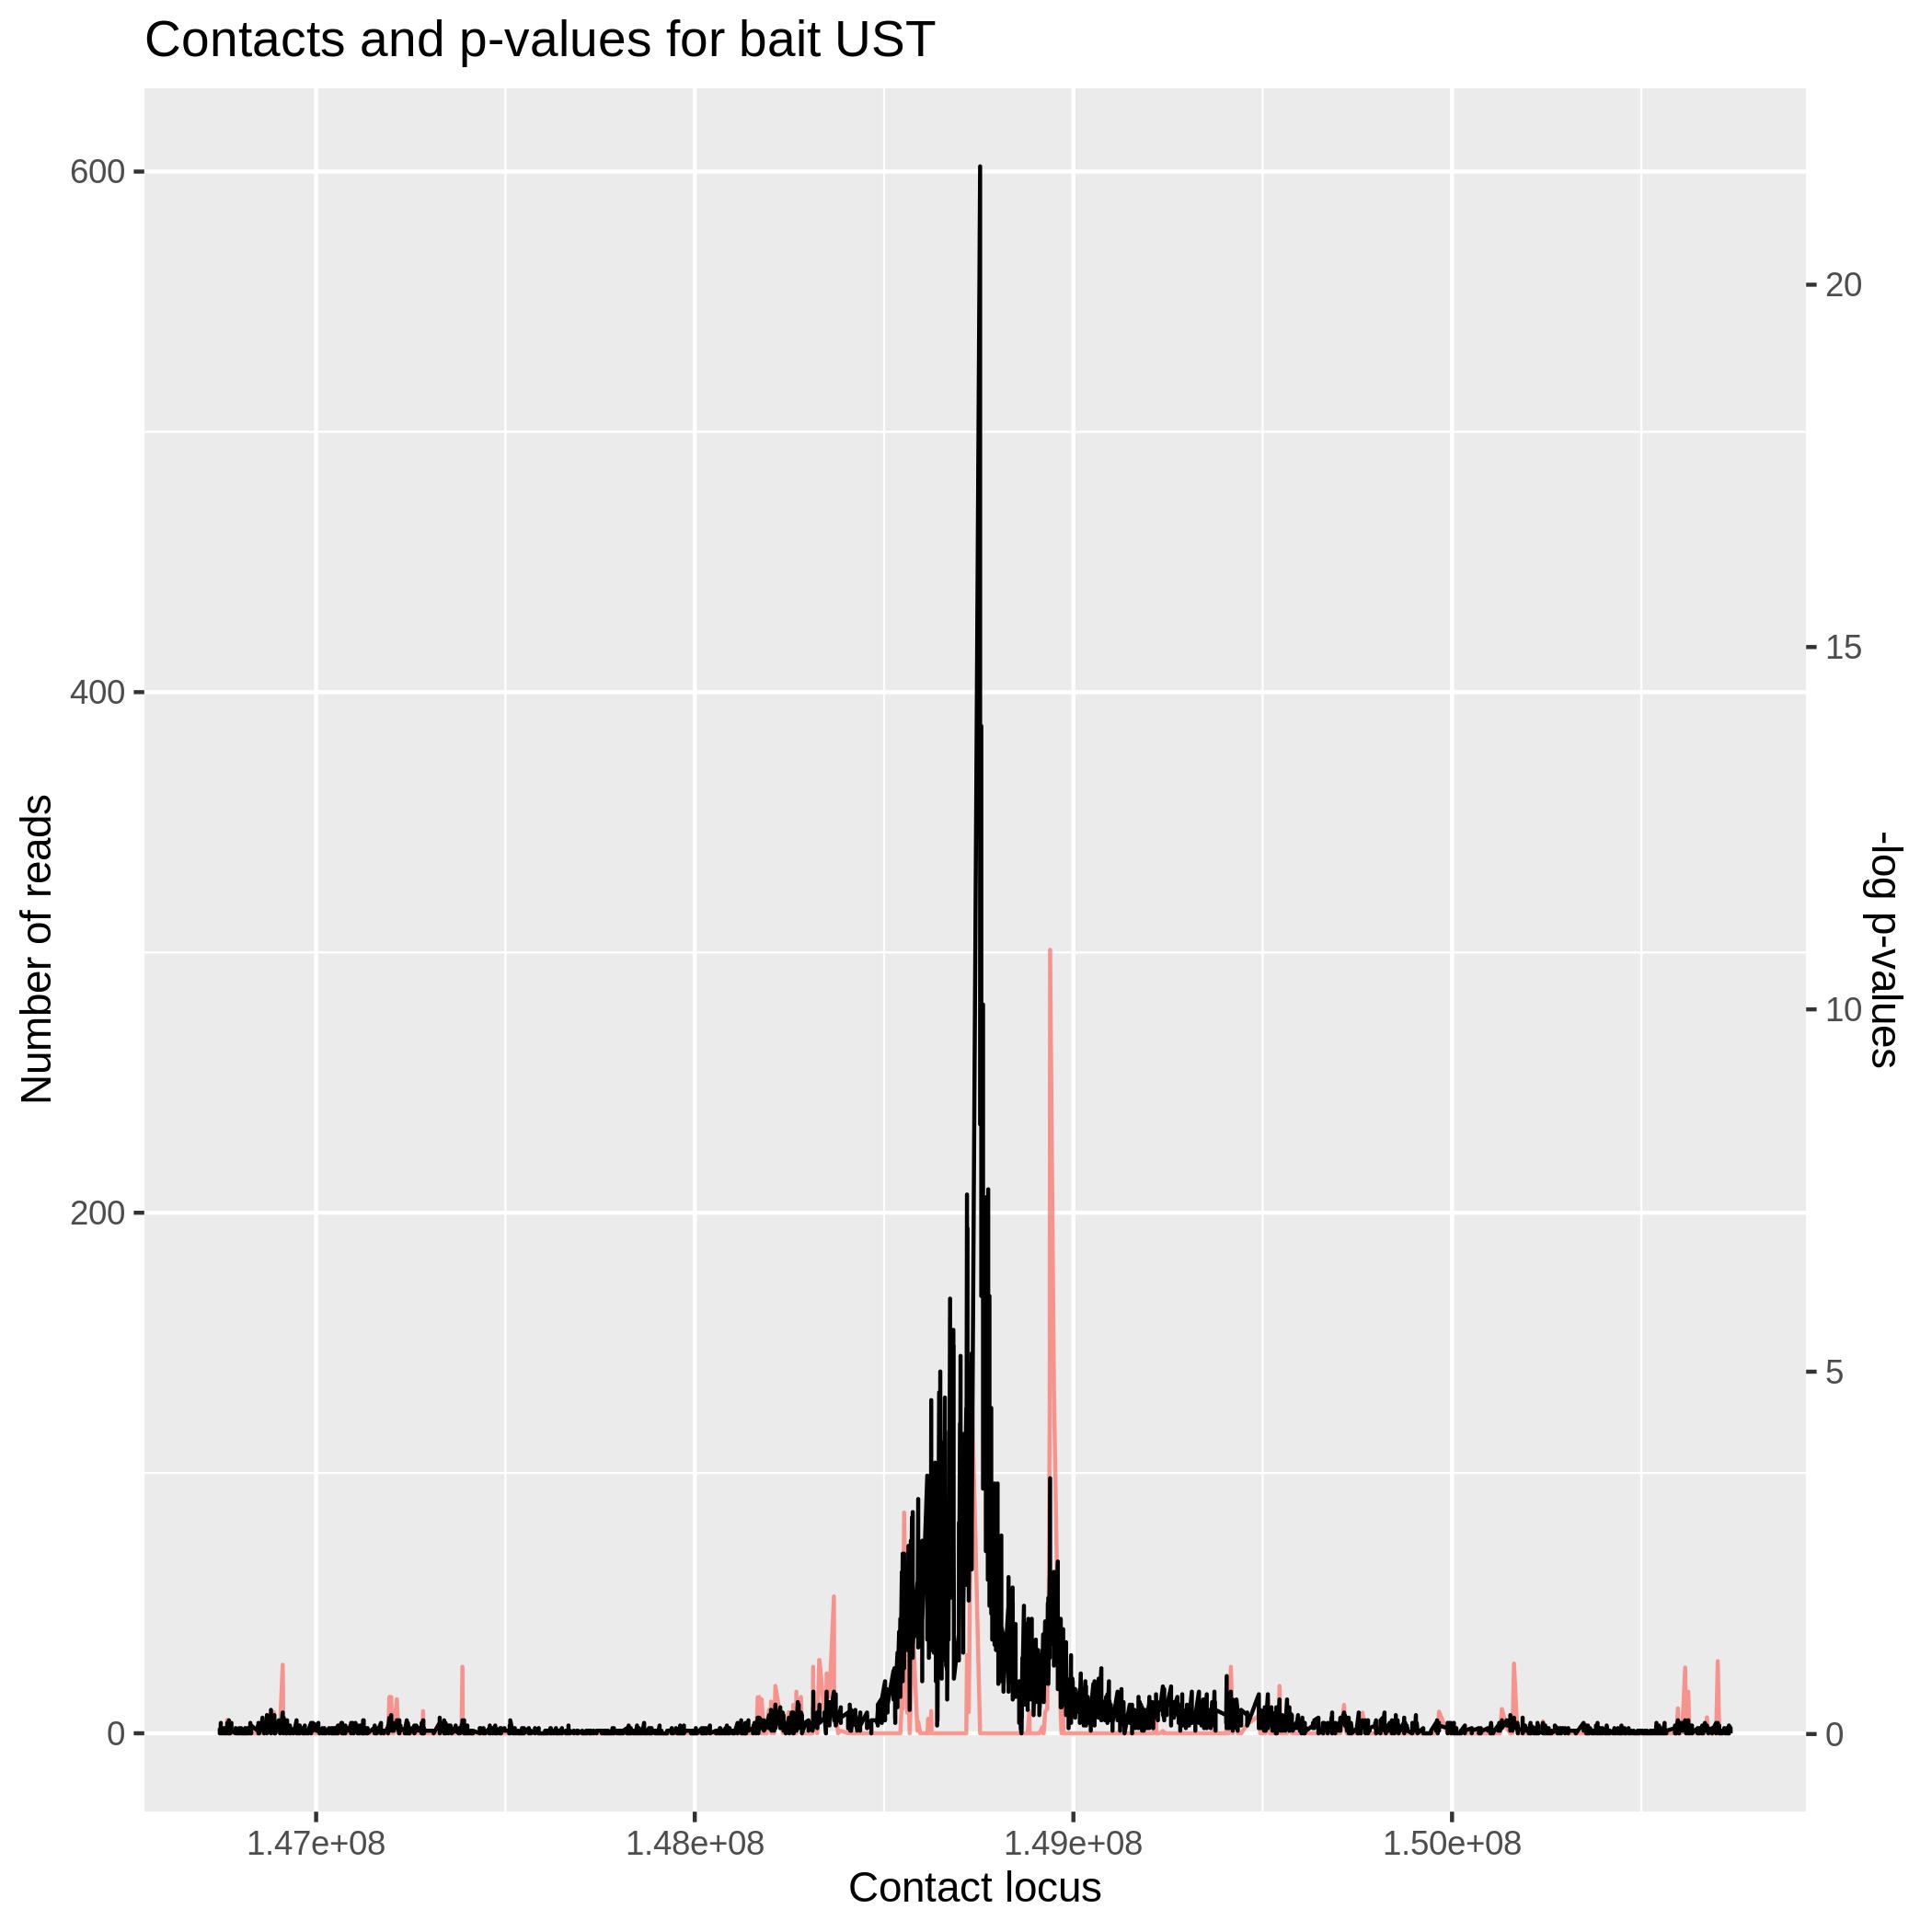 Contacts and p-values for bait UST
600
400
200
0
Number of reads
20
15
10
5
0
-log p-values
1.47e+08 1.48e+08 1.49e+08 1.50e+08
Contact locus